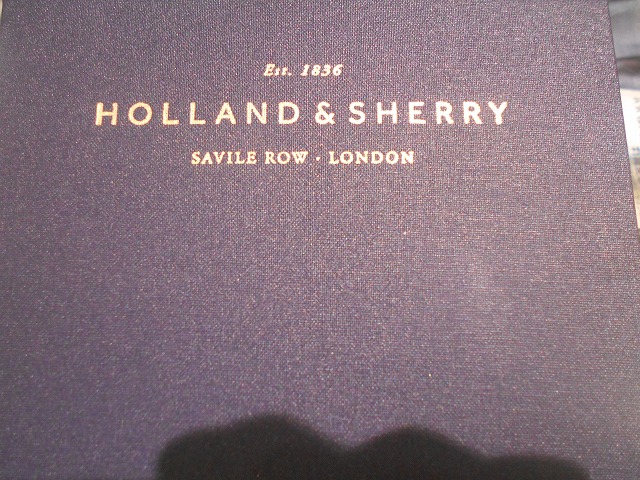 Est. 1836
HOLLAND & SHERRY
SAVILE ROW · LONDON